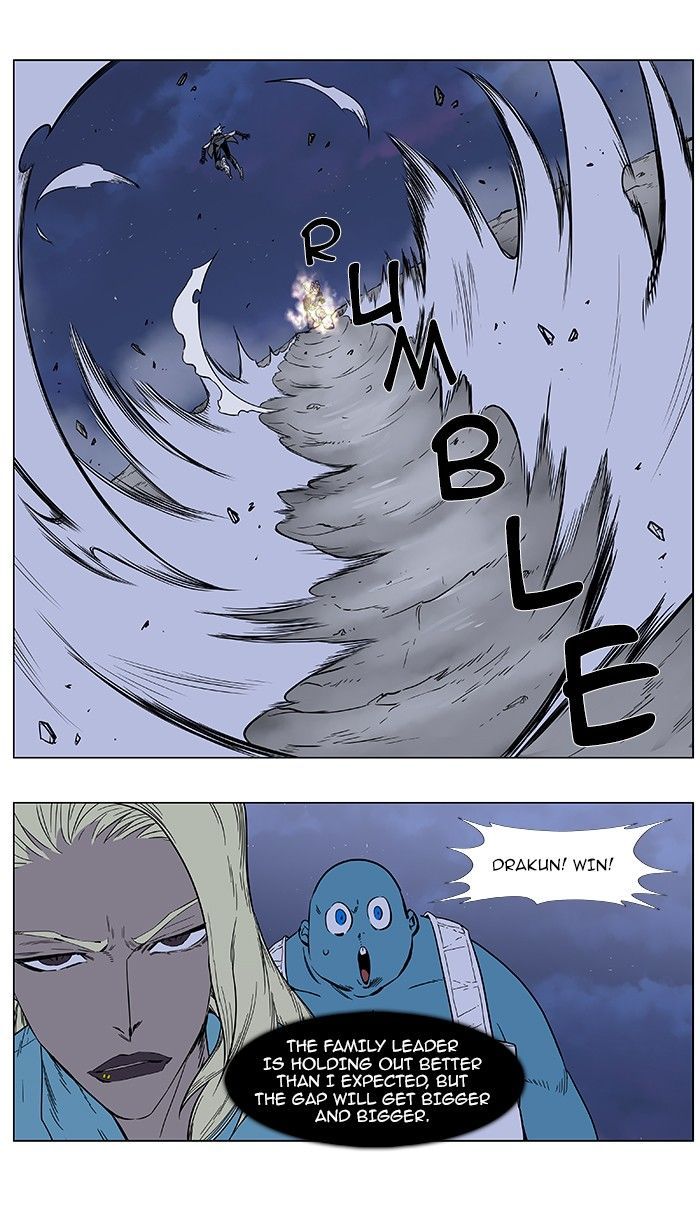 RUMBLE
DRAKUN! WIN!
THE FAMILY LEADER
IS HOLDING OUT BETTER
THAN I EXPECTED, BUT
THE GAP WILL GET BIGGER
AND BIGGER.